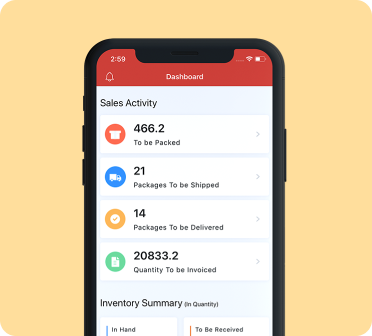 2:59
Dashboard
Sales Activity
466.2
To be Packed
21
Packages To be Shipped
14
Packages To be Delivered
20833.2
Quantity To be Invoiced
Inventory Summary (In Quantity)
In Hand
To Be Received